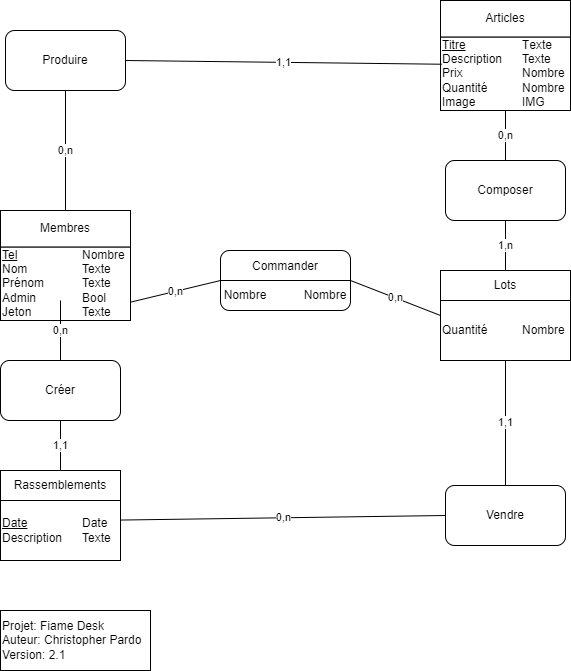 Articles
Titre Texte
Description Texte
Prix Nombre
Quantité Nombre
Image IMG
Produire
1,1
0,n
0,n
Composer
1,n
Membres
Tel Nombre
Nom Texte
Prénom Texte
Admin Bool
Jeton Texte
0,n
Commander
Nombre Nombre
0,n
Lots
Quantité Nombre
0,n
Créer
1,1
1,1
Rassemblements
Date Date
Description Texte
0,n
Vendre
Projet: Fiame Desk
Auteur: Christopher Pardo
Version: 2.1